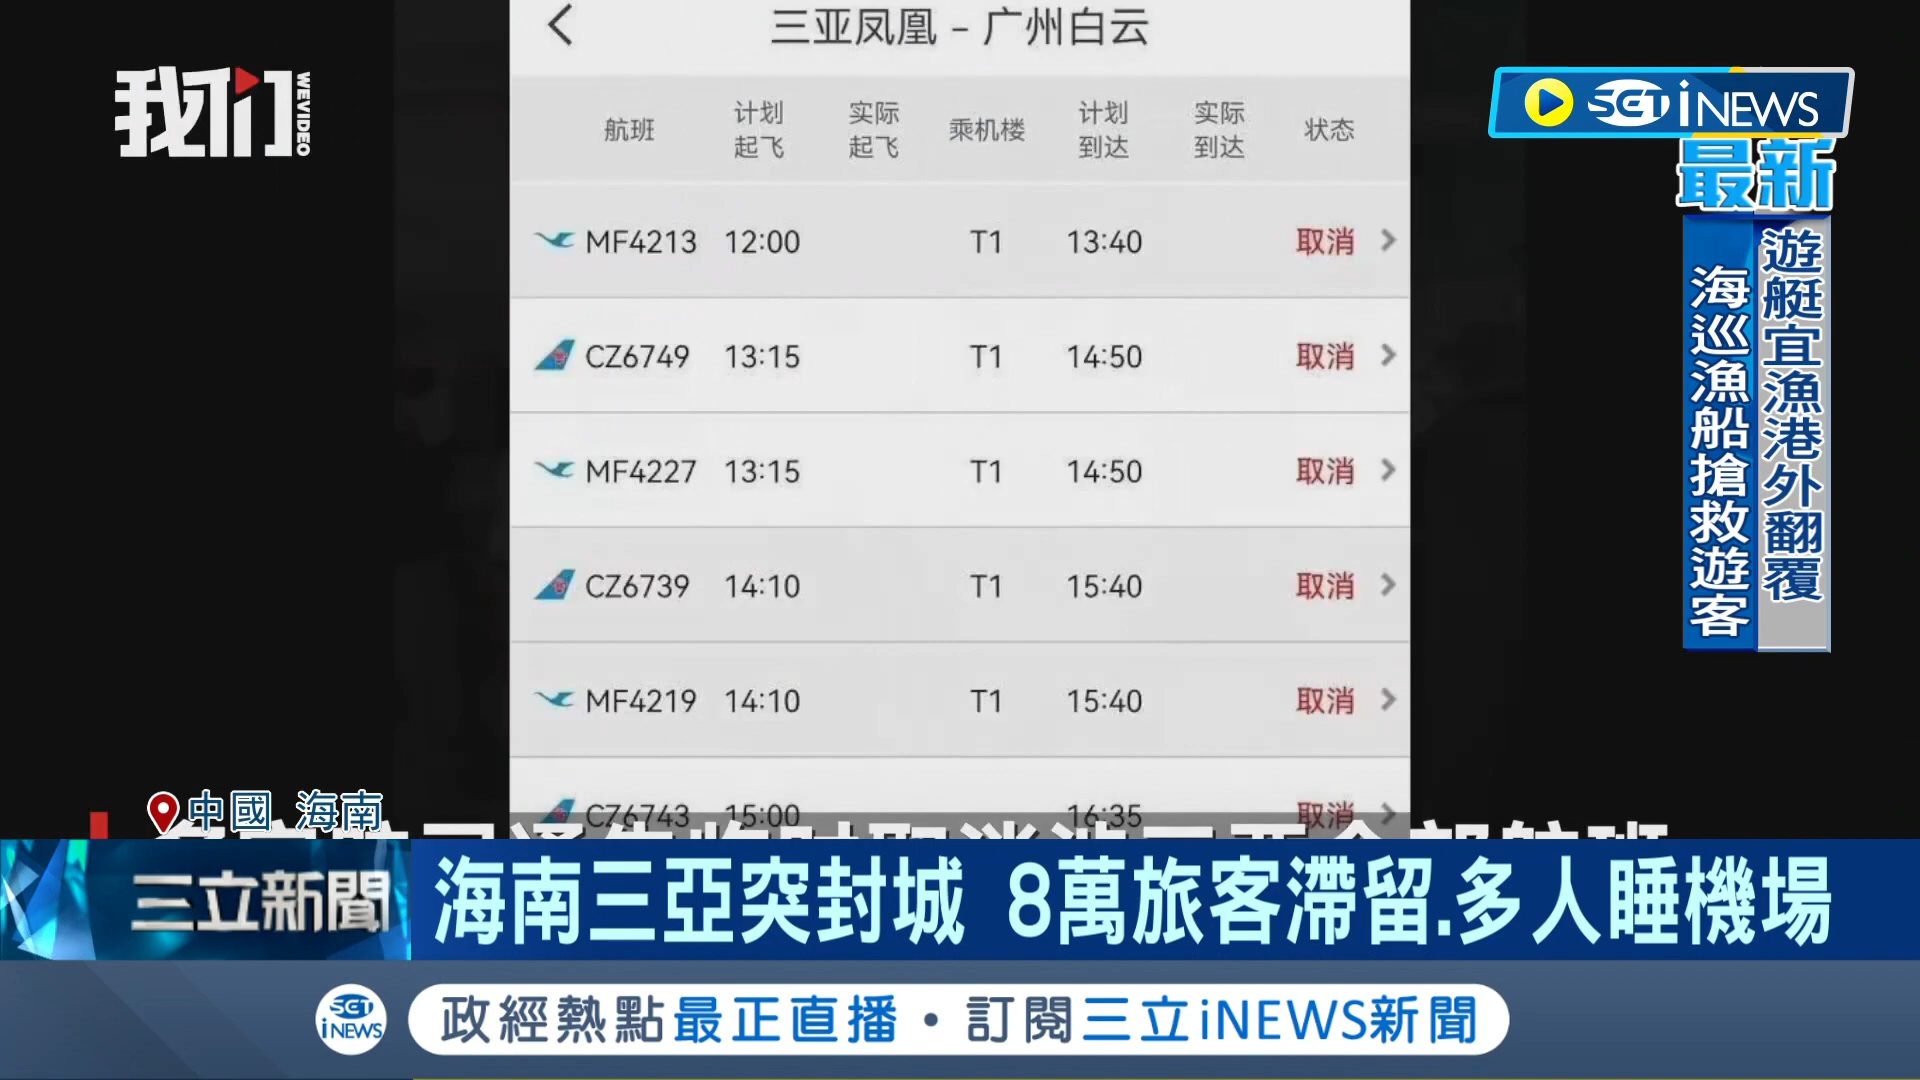 三亚凤凰 - 广州白云
我们
WEVIDEO
SET iNEWS
最新
航班 计划起飞 实际起飞 乘机楼 计划到达 实际到达 状态
MF4213 12:00 T1 13:40 取消
CZ6749 13:15 T1 14:50 取消
MF4227 13:15 T1 14:50 取消
CZ6739 14:10 T1 15:40 取消
MF4219 14:10 T1 15:40 取消
CZ6743 15:00 16:35 取消
遊艇宜漁港外翻覆
海巡漁船搶救遊客
中國 海南
三立新聞
海南三亞突封城 8萬旅客滯留.多人睡機場
SET iNEWS
政經熱點最正直播・訂閱三立iNEWS新聞